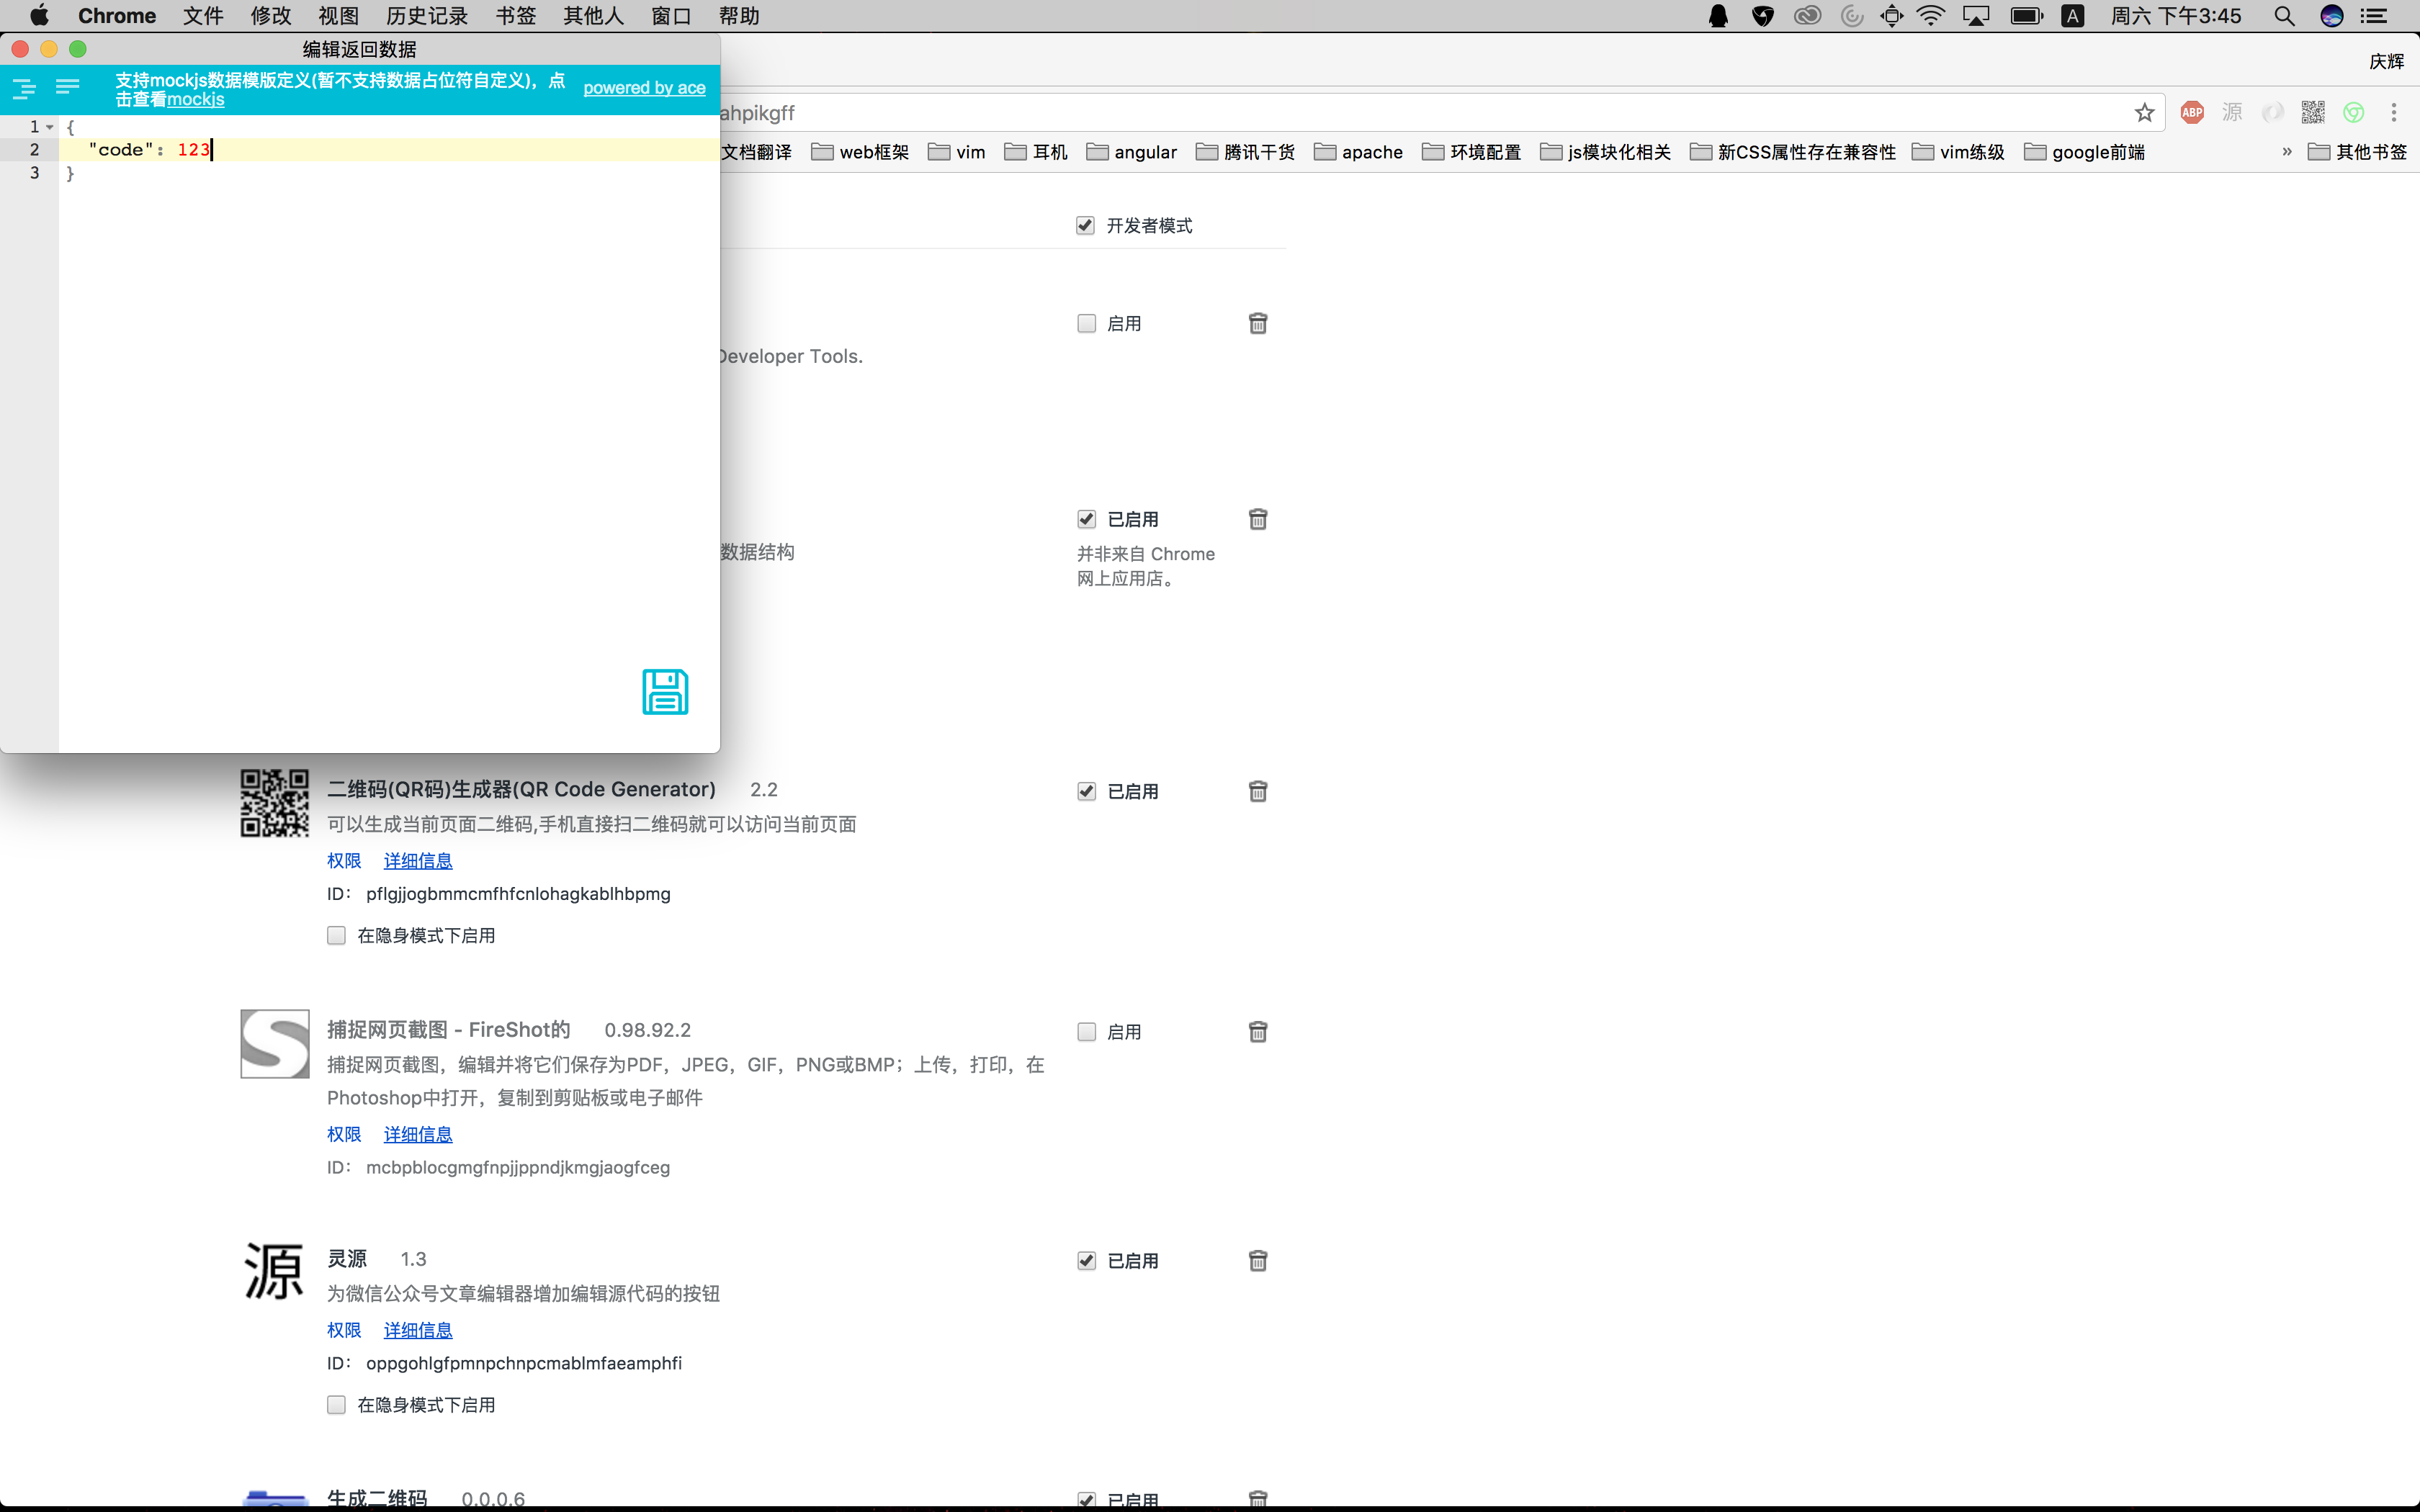 Chrome 文件 修改 视图 历史记录 书签 其他人 窗口 帮助 A 周六 下午3:45
编辑返回数据
庆辉
支持mockjs数据模版定义(暂不支持数据占位符自定义)，点
击查看mockjs
powered by ace
ahpikgff
ABP 源
1 {
2 "code": 123
3 }
文档翻译 web框架 vim 耳机 angular 腾讯干货 apache 环境配置 js模块化相关 新CSS属性存在兼容性 vim练级 google前端 » 其他书签
开发者模式
启用
Developer Tools.
已启用
数据结构
并非来自 Chrome
网上应用店。
二维码(QR码)生成器(QR Code Generator) 2.2
已启用
可以生成当前页面二维码,手机直接扫二维码就可以访问当前页面
权限 详细信息
ID： pflgjjogbmmcmfhfcnlohagkablhbpmg
在隐身模式下启用
捕捉网页截图 - FireShot的 0.98.92.2
启用
捕捉网页截图，编辑并将它们保存为PDF，JPEG，GIF，PNG或BMP；上传，打印，在
Photoshop中打开，复制到剪贴板或电子邮件
权限 详细信息
ID： mcbpblocgmgfnpjjppndjkmgjaogfceg
源
灵源 1.3
已启用
为微信公众号文章编辑器增加编辑源代码的按钮
权限 详细信息
ID： oppgohlgfpmnpchnpcmablmfaeamphfi
在隐身模式下启用
生成二维码 0.0.0.6
已启用